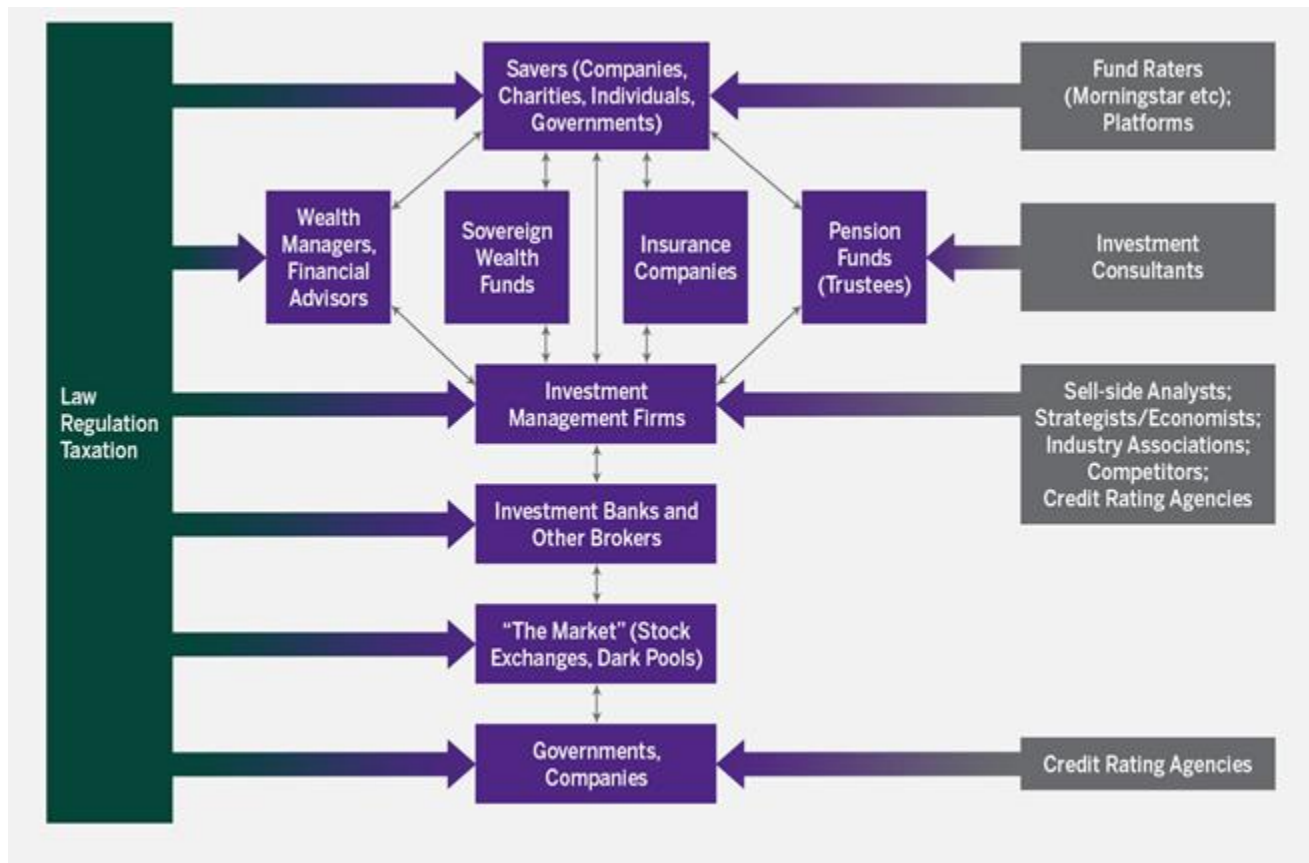 Savers (Companies,
Charities, Individuals,
Governments)
Fund Raters
(Morningstar etc);
Platforms
Wealth
Managers,
Financial
Advisors
Sovereign
Wealth
Funds
Insurance
Companies
Pension
Funds
(Trustees)
Investment
Consultants
Law
Regulation
Taxation
Investment
Management Firms
Sell-side Analysts;
Strategists/Economists;
Industry Associations;
Competitors;
Credit Rating Agencies
Investment Banks and
Other Brokers
“The Market” (Stock
Exchanges, Dark Pools)
Governments,
Companies
Credit Rating Agencies